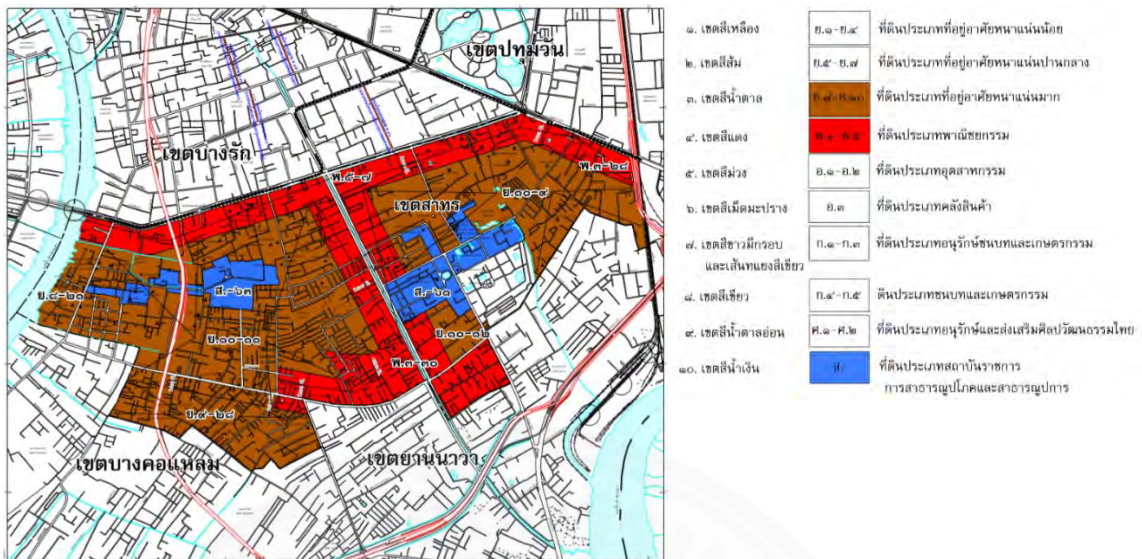 เขตปทุมวัน
เขตบางรัก
พ.๕-๗
พ.๓-๒๘
ย.๑๐-๙
เขตสาทร
ส.-๖๓
ส.-๖๑
ย.๘-๒๑
ย.๑๐-๑๑
ย.๑๐-๑๒
พ.๓-๓๐
ย.๙-๒๘
เขตบางคอแหลม
เขตยานนาวา
๑. เขตสีเหลือง ย.๑-ย.๔ ที่ดินประเภทที่อยู่อาศัยหนาแน่นน้อย
๒. เขตสีส้ม ย.๕-ย.๗ ที่ดินประเภทที่อยู่อาศัยหนาแน่นปานกลาง
๓. เขตสีน้ำตาล ย.๘-ย.๑๐ ที่ดินประเภทที่อยู่อาศัยหนาแน่นมาก
๔. เขตสีแดง พ.๑-พ.๕ ที่ดินประเภทพาณิชยกรรม
๕. เขตสีม่วง อ.๑-อ.๒ ที่ดินประเภทอุตสาหกรรม
๖. เขตสีเม็ดมะปราง อ.๓ ที่ดินประเภทคลังสินค้า
๗. เขตสีขาวมีกรอบ ก.๑-ก.๓ ที่ดินประเภทอนุรักษ์ชนบทและเกษตรกรรม
และเส้นทแยงสีเขียว
๘. เขตสีเขียว ก.๔-ก.๕ ดินประเภทชนบทและเกษตรกรรม
๙. เขตสีน้ำตาลอ่อน ศ.๑-ศ.๒ ที่ดินประเภทอนุรักษ์และส่งเสริมศิลปวัฒนธรรมไทย
๑๐. เขตสีน้ำเงิน ส. ที่ดินประเภทสถาบันราชการ
การสาธารณูปโภคและสาธารณูปการ